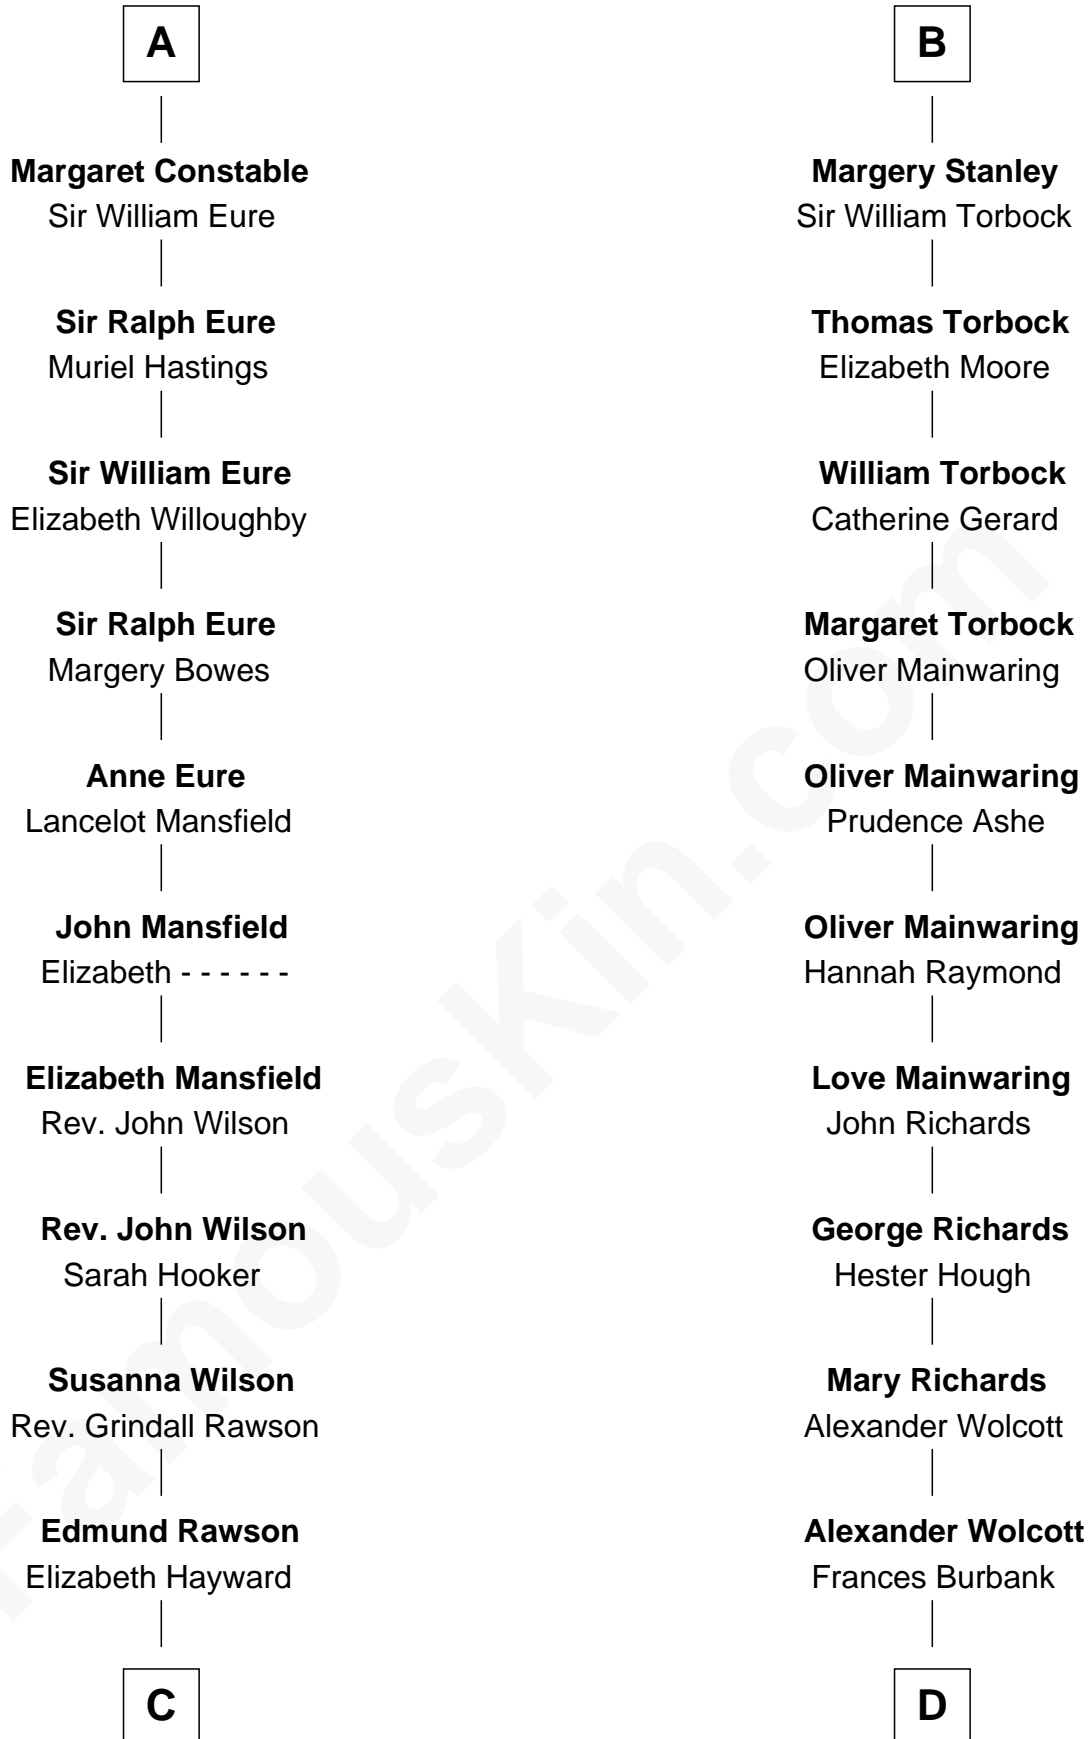 A
Margaret Constable
Sir William Eure
Sir Ralph Eure
Muriel Hastings
Sir William Eure
Elizabeth Willoughby
Sir Ralph Eure
Margery Bowes
Anne Eure
Lancelot Mansfield
John Mansfield
Elizabeth - - - - - -
Elizabeth Mansfield
Rev. John Wilson
Rev. John Wilson
Sarah Hooker
Susanna Wilson
Rev. Grindall Rawson
Edmund Rawson
Elizabeth Hayward
C
B
Margery Stanley
Sir William Torbock
Thomas Torbock
Elizabeth Moore
William Torbock
Catherine Gerard
Margaret Torbock
Oliver Mainwaring
Oliver Mainwaring
Prudence Ashe
Oliver Mainwaring
Hannah Raymond
Love Mainwaring
John Richards
George Richards
Hester Hough
Mary Richards
Alexander Wolcott
Alexander Wolcott
Frances Burbank
D
FamousKin.com